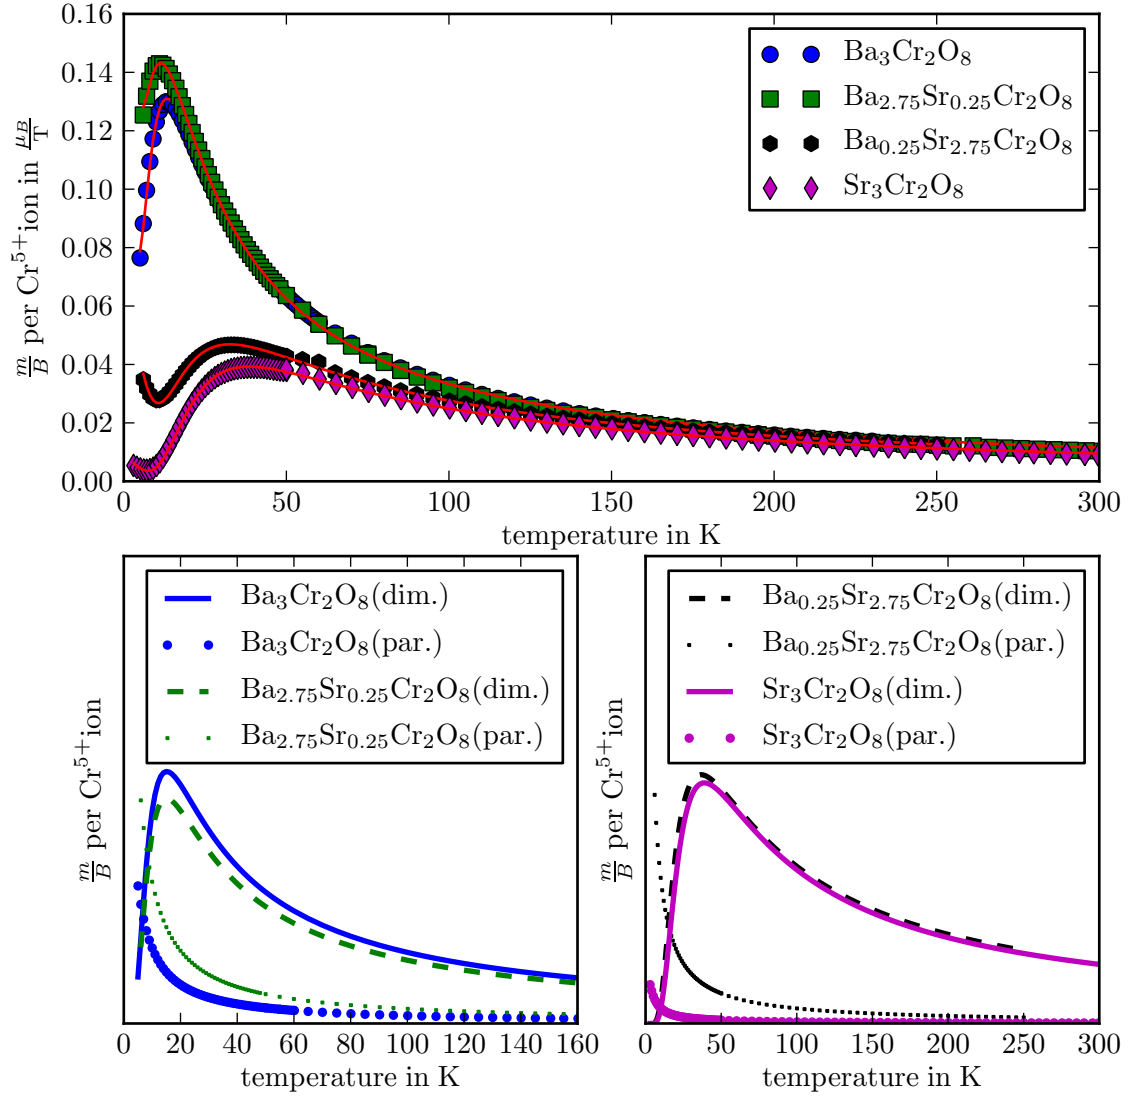 0.16
0.14
0.12
0.10
0.08
0.06
0.04
0.02
0.00
m/B per Cr⁵⁺ion in μ_B/T
Ba₃Cr₂O₈
Ba₂.₇₅Sr₀.₂₅Cr₂O₈
Ba₀.₂₅Sr₂.₇₅Cr₂O₈
Sr₃Cr₂O₈
0 50 100 150 200 250 300
temperature in K
m/B per Cr⁵⁺ion
Ba₃Cr₂O₈(dim.)
Ba₃Cr₂O₈(par.)
Ba₂.₇₅Sr₀.₂₅Cr₂O₈(dim.)
Ba₂.₇₅Sr₀.₂₅Cr₂O₈(par.)
0 20 40 60 80 100 120 140 160
temperature in K
m/B per Cr⁵⁺ion
Ba₀.₂₅Sr₂.₇₅Cr₂O₈(dim.)
Ba₀.₂₅Sr₂.₇₅Cr₂O₈(par.)
Sr₃Cr₂O₈(dim.)
Sr₃Cr₂O₈(par.)
0 50 100 150 200 250 300
temperature in K